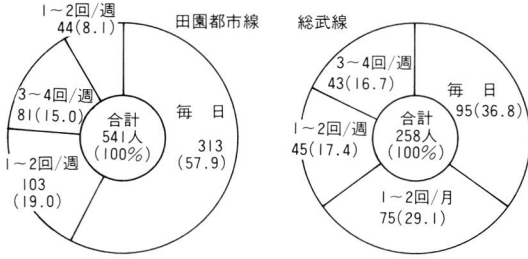 田園都市線
1~2回/週
44(8.1)
3~4回/週
81(15.0)
1~2回/週
103
(19.0)
毎 日
313
(57.9)
合計
541人
(100%)
総武線
3~4回/週
43(16.7)
1~2回/週
45(17.4)
毎 日
95(36.8)
合計
258人
(100%)
1~2回/月
75(29.1)